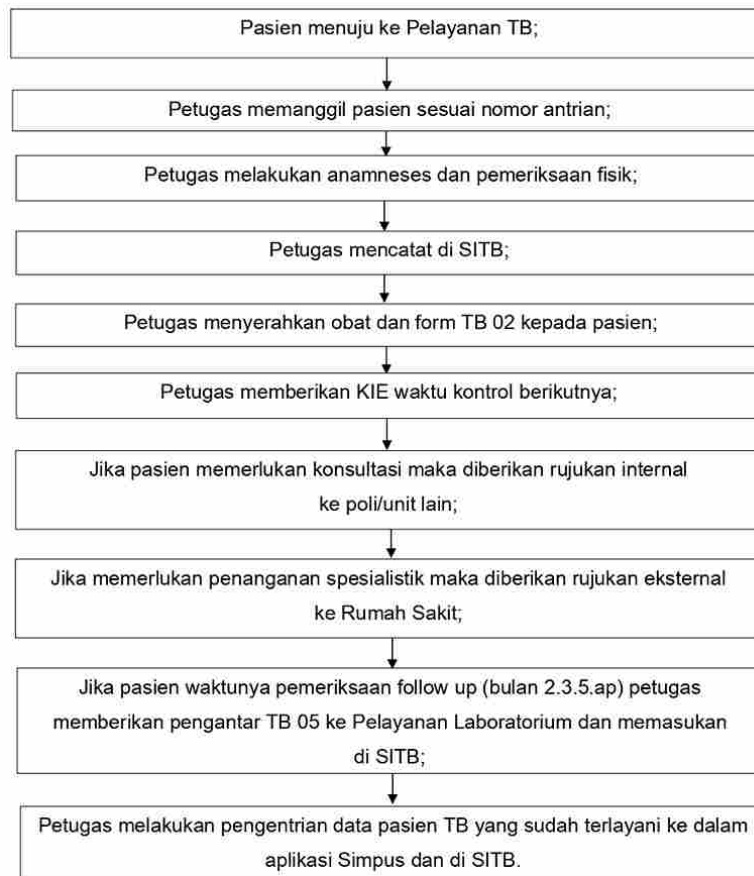 Pasien menuju ke Pelayanan TB;
Petugas memanggil pasien sesuai nomor antrian;
Petugas melakukan anamneses dan pemeriksaan fisik;
Petugas mencatat di SITB;
Petugas menyerahkan obat dan form TB 02 kepada pasien;
Petugas memberikan KIE waktu kontrol berikutnya;
Jika pasien memerlukan konsultasi maka diberikan rujukan internal
ke poli/unit lain;
Jika memerlukan penanganan spesialistik maka diberikan rujukan eksternal
ke Rumah Sakit;
Jika pasien waktunya pemeriksaan follow up (bulan 2.3.5.ap) petugas
memberikan pengantar TB 05 ke Pelayanan Laboratorium dan memasukan
di SITB;
Petugas melakukan pengentrian data pasien TB yang sudah terlayani ke dalam
aplikasi Simpus dan di SITB.